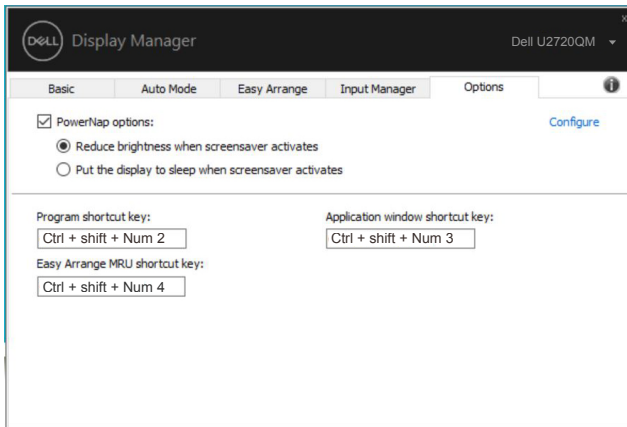 DELL Display Manager
Dell U2720QM
x
Basic Auto Mode Easy Arrange Input Manager Options
PowerNap options: Configure
Reduce brightness when screensaver activates
Put the display to sleep when screensaver activates
Program shortcut key: Application window shortcut key:
Ctrl + shift + Num 2 Ctrl + shift + Num 3
Easy Arrange MRU shortcut key:
Ctrl + shift + Num 4